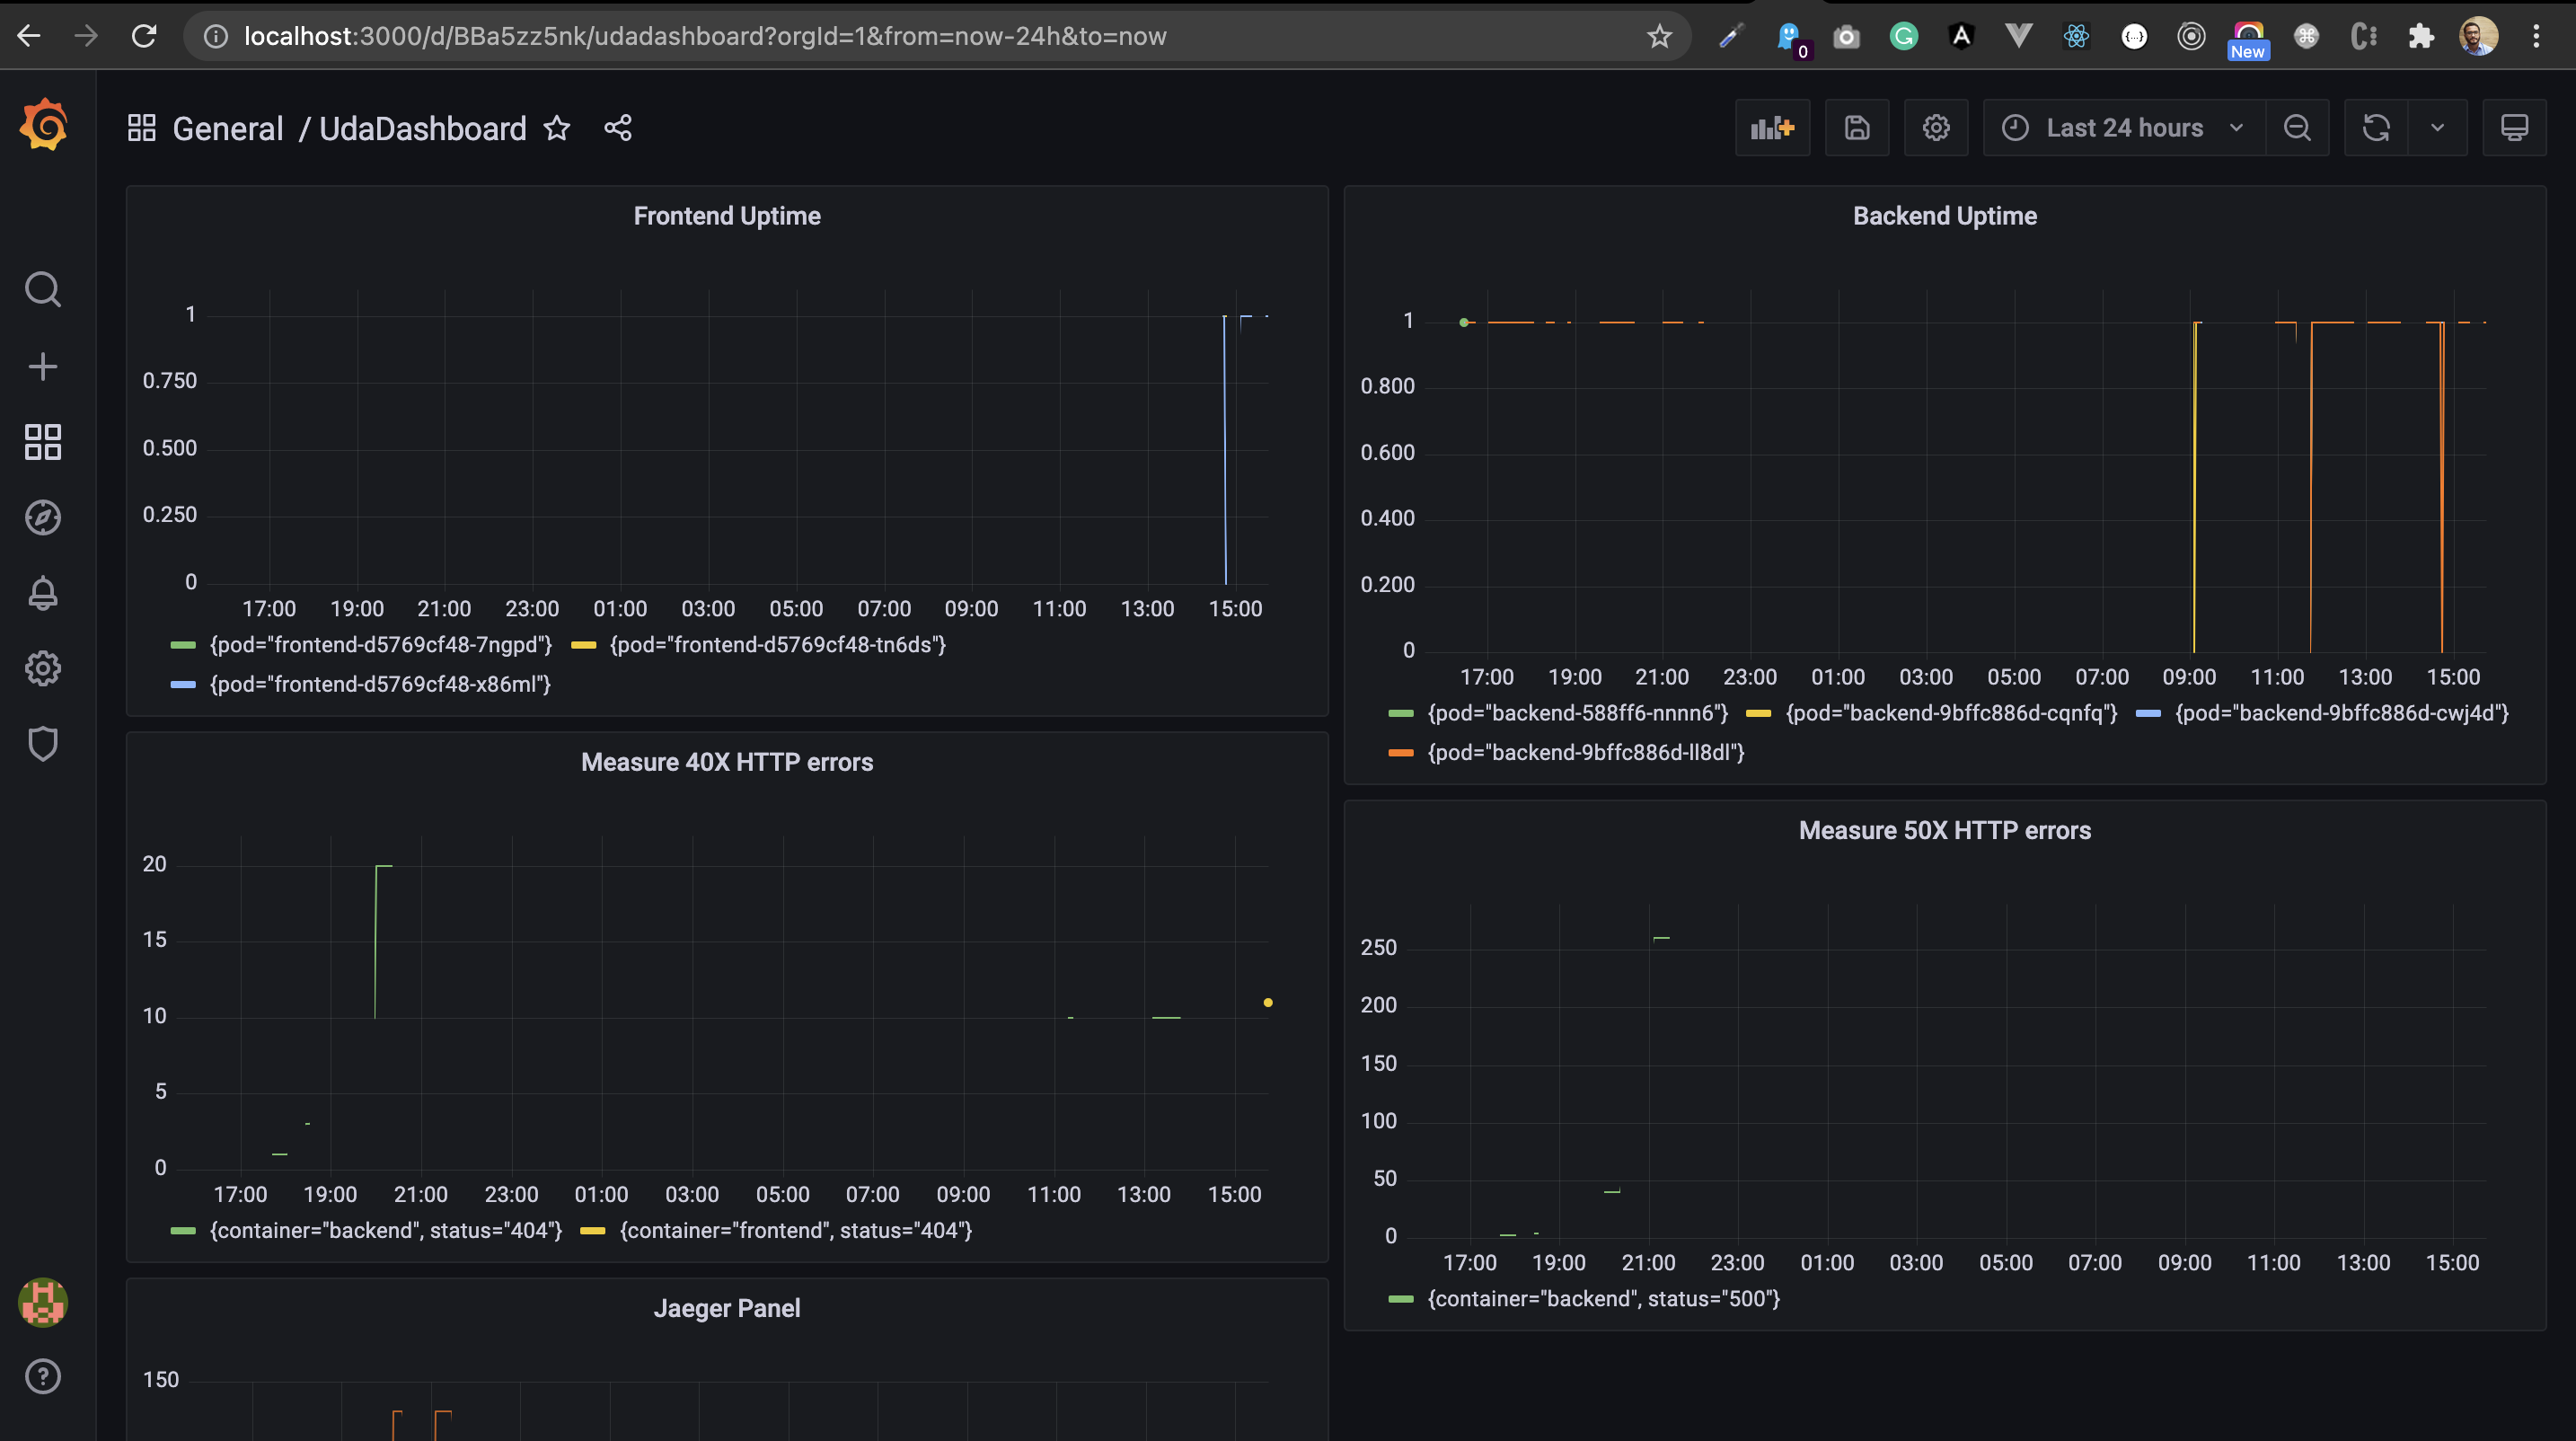 localhost:3000/d/BBa5zz5nk/udadashboard?orgId=1&from=now-24h&to=now
0
New
General / UdaDashboard
Last 24 hours
Frontend Uptime
1
0.750
0.500
0.250
0
17:00 19:00 21:00 23:00 01:00 03:00 05:00 07:00 09:00 11:00 13:00 15:00
{pod="frontend-d5769cf48-7ngpd"} {pod="frontend-d5769cf48-tn6ds"}
{pod="frontend-d5769cf48-x86ml"}
Backend Uptime
1
0.800
0.600
0.400
0.200
0
17:00 19:00 21:00 23:00 01:00 03:00 05:00 07:00 09:00 11:00 13:00 15:00
{pod="backend-588ff6-nnnn6"} {pod="backend-9bffc886d-cqnfq"} {pod="backend-9bffc886d-cwj4d"}
{pod="backend-9bffc886d-ll8dl"}
Measure 40X HTTP errors
20
15
10
5
0
17:00 19:00 21:00 23:00 01:00 03:00 05:00 07:00 09:00 11:00 13:00 15:00
{container="backend", status="404"} {container="frontend", status="404"}
Measure 50X HTTP errors
250
200
150
100
50
0
17:00 19:00 21:00 23:00 01:00 03:00 05:00 07:00 09:00 11:00 13:00 15:00
{container="backend", status="500"}
Jaeger Panel
150